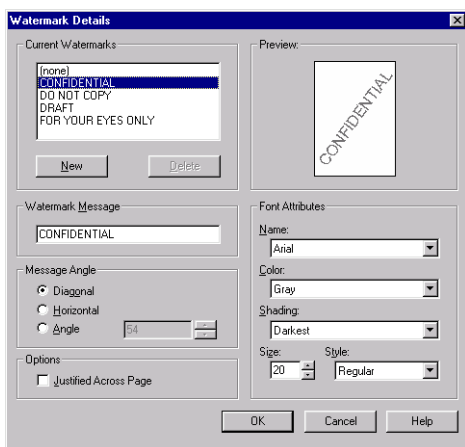 Watermark Details
Current Watermarks
(none)
CONFIDENTIAL
DO NOT COPY
DRAFT
FOR YOUR EYES ONLY
New
Delete
Preview:
CONFIDENTIAL
Watermark Message
CONFIDENTIAL
Message Angle
Diagonal
Horizontal
Angle
54
Options
Justified Across Page
Font Attributes
Name:
Arial
Color:
Gray
Shading:
Darkest
Size: Style:
20 Regular
OK Cancel Help